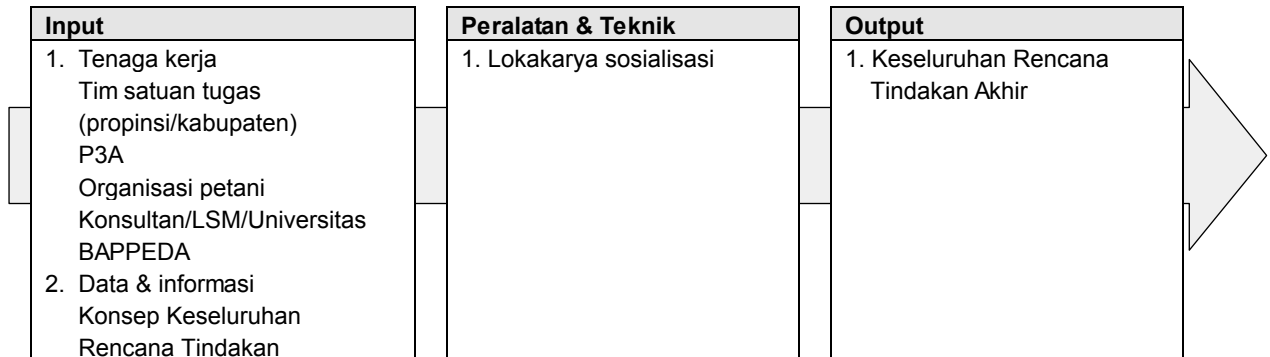 Input
1. Tenaga kerja
Tim satuan tugas
(propinsi/kabupaten)
P3A
Organisasi petani
Konsultan/LSM/Universitas
BAPPEDA
2. Data & informasi
Konsep Keseluruhan
Rencana Tindakan
Peralatan & Teknik
1. Lokakarya sosialisasi
Output
1. Keseluruhan Rencana
Tindakan Akhir